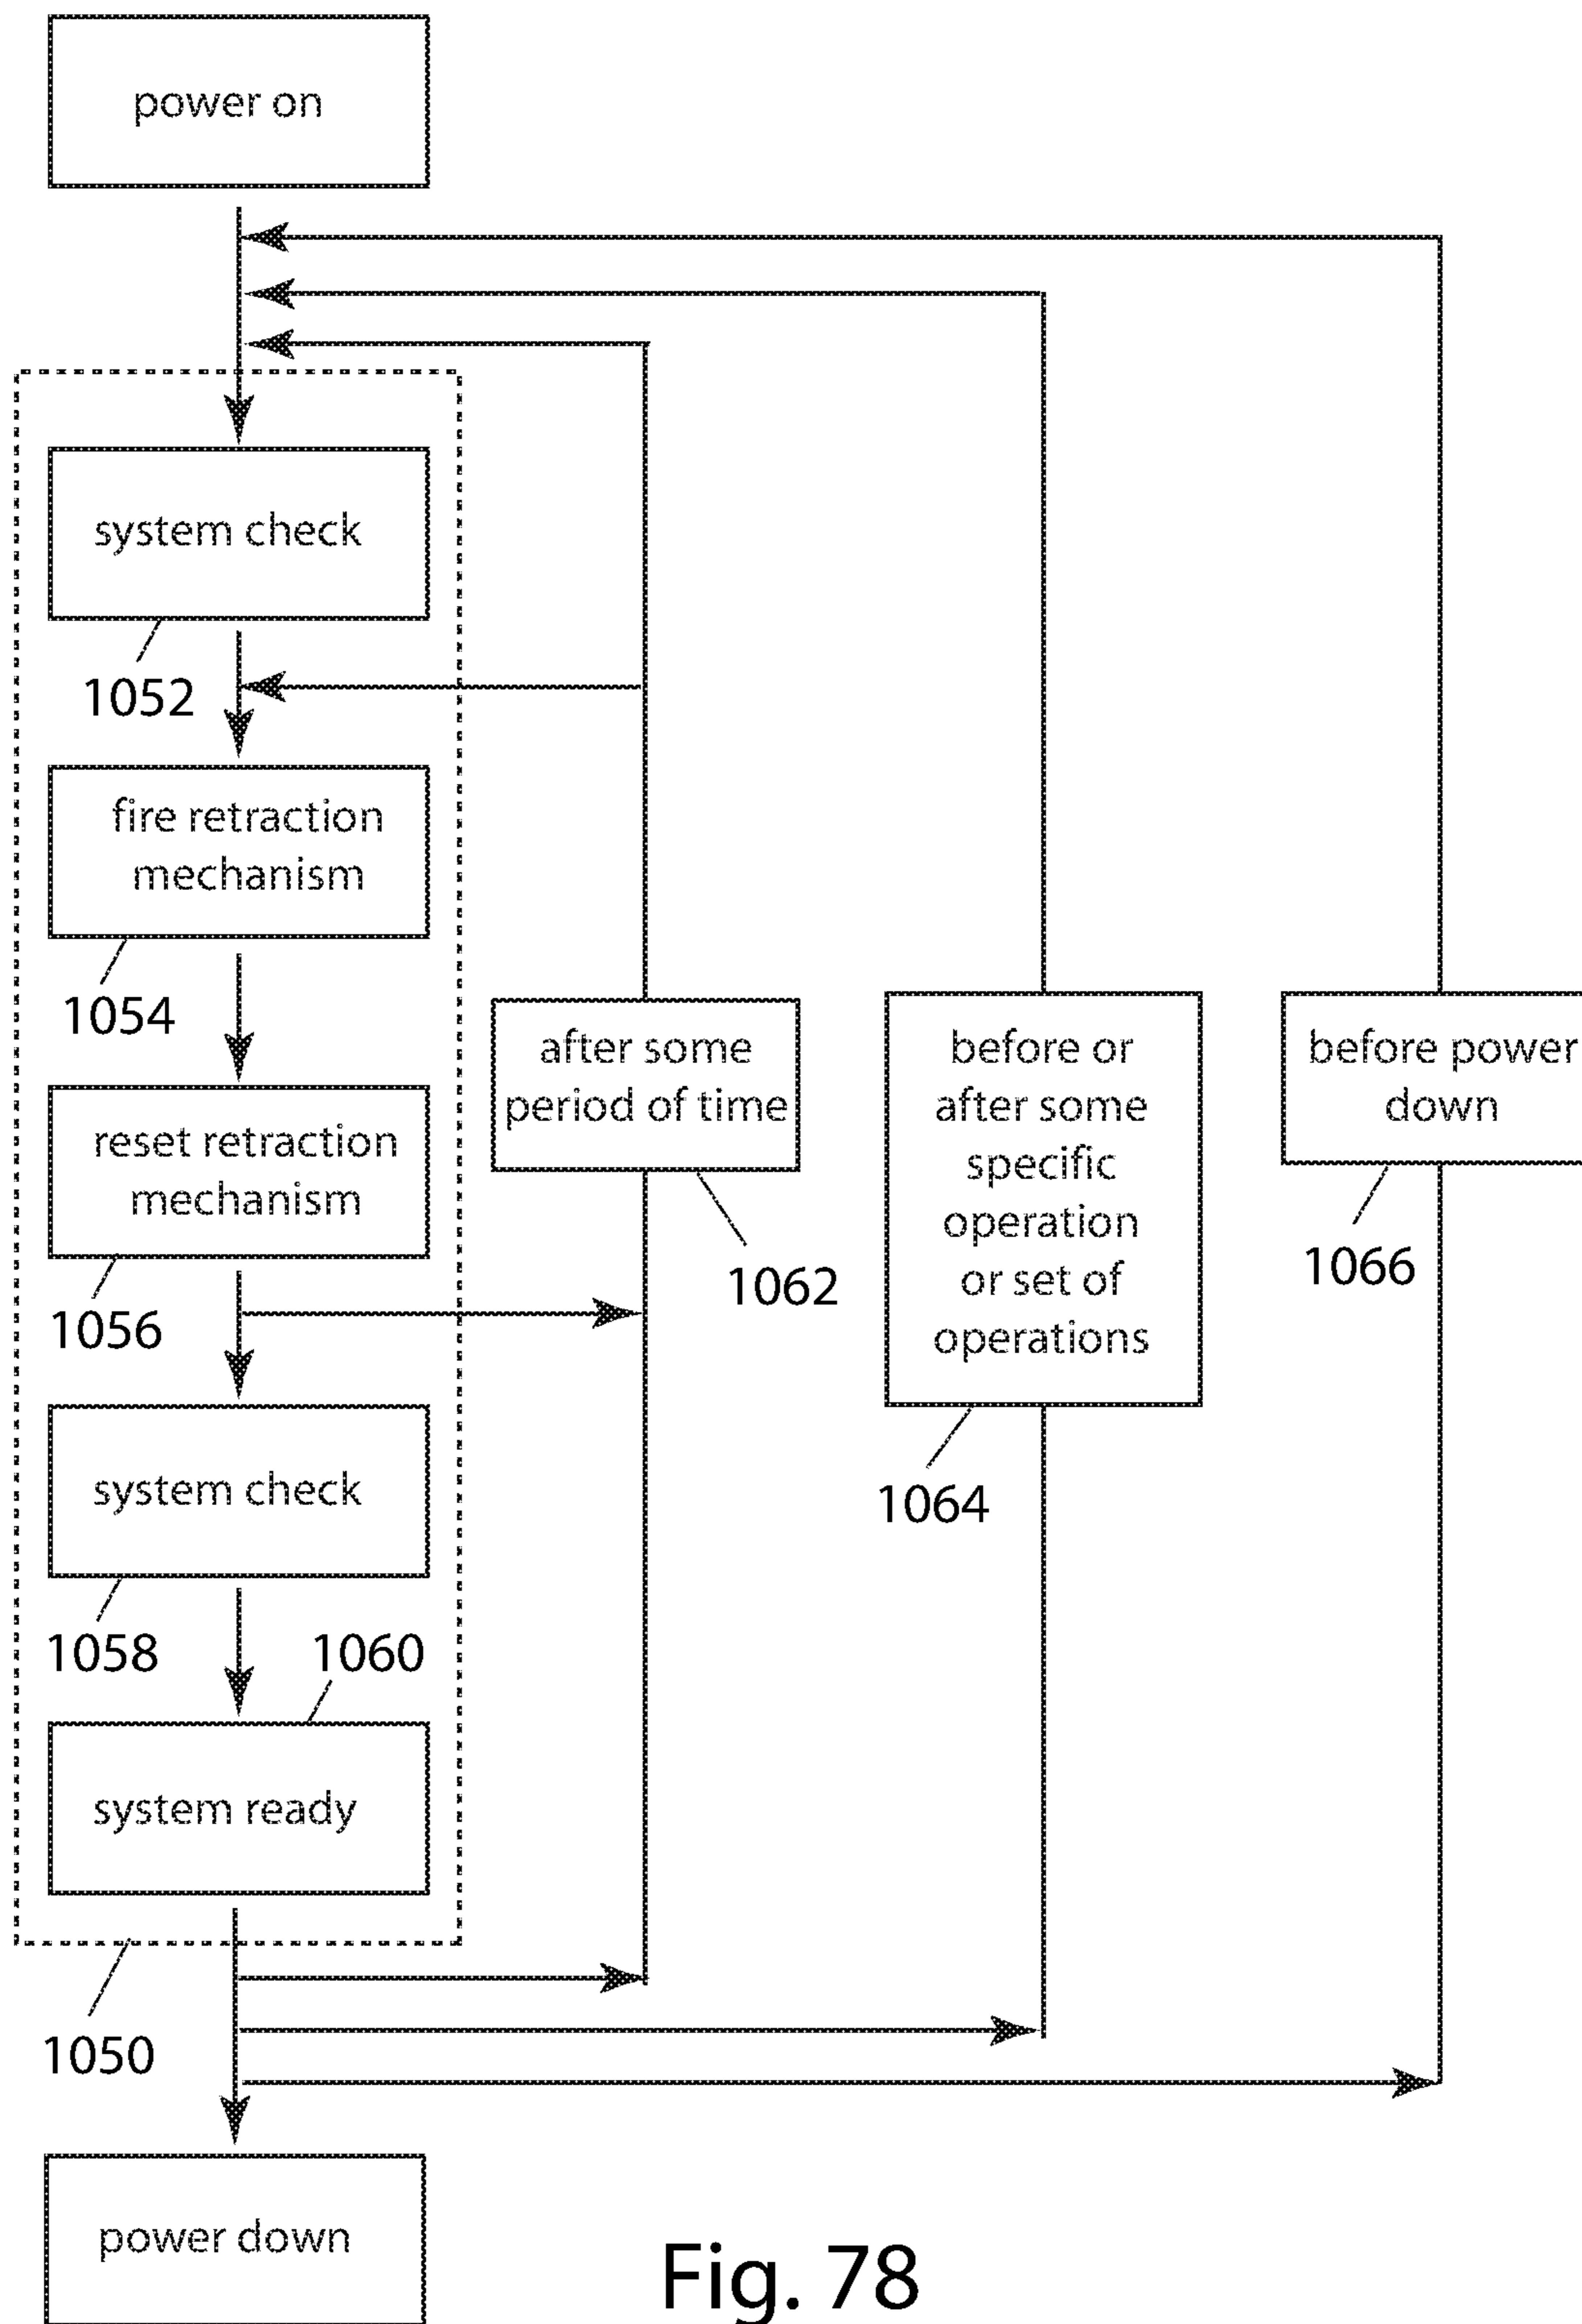 power on
system check
1052
fire retraction
mechanism
1054
reset retraction
mechanism
1056
after some
period of time
1062
before or
after some
specific
operation
or set of
operations
1064
before power
down
1066
system check
1058
1060
system ready
1050
power down
Fig. 78